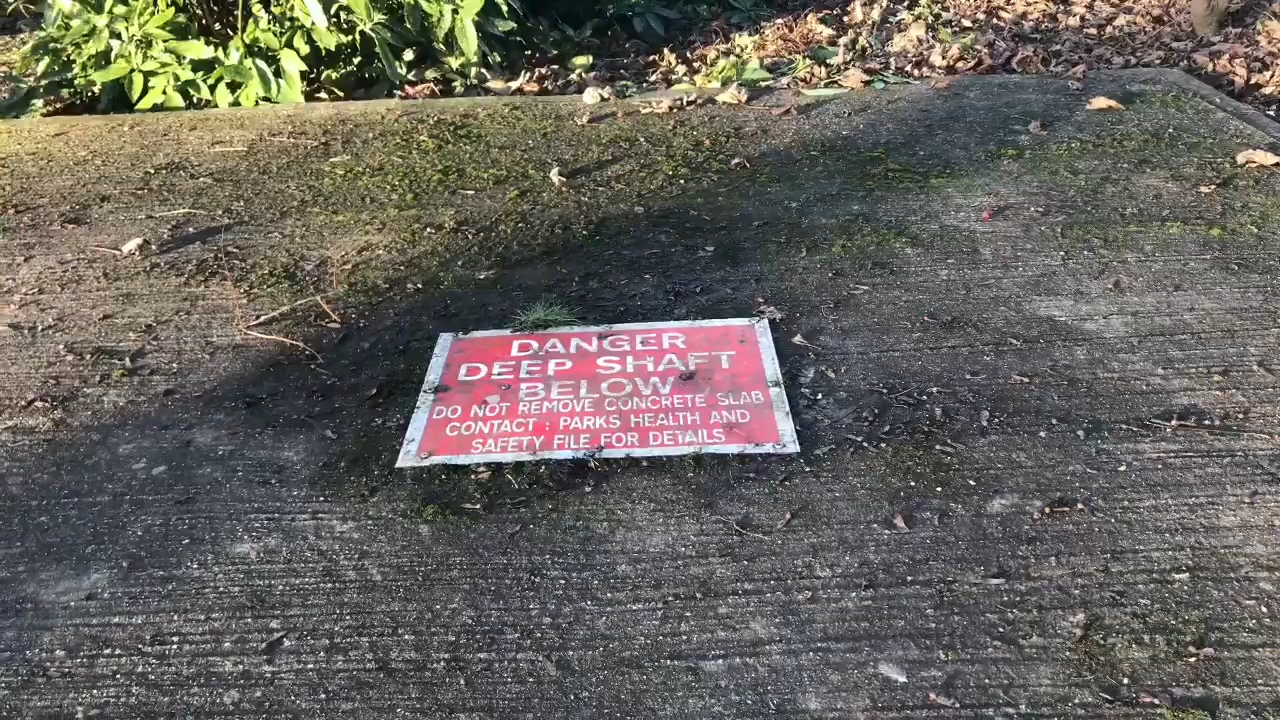 DANGER
DEEP SHAFT
BELOW
DO NOT REMOVE CONCRETE SLAB
CONTACT : PARKS HEALTH AND
SAFETY FILE FOR DETAILS